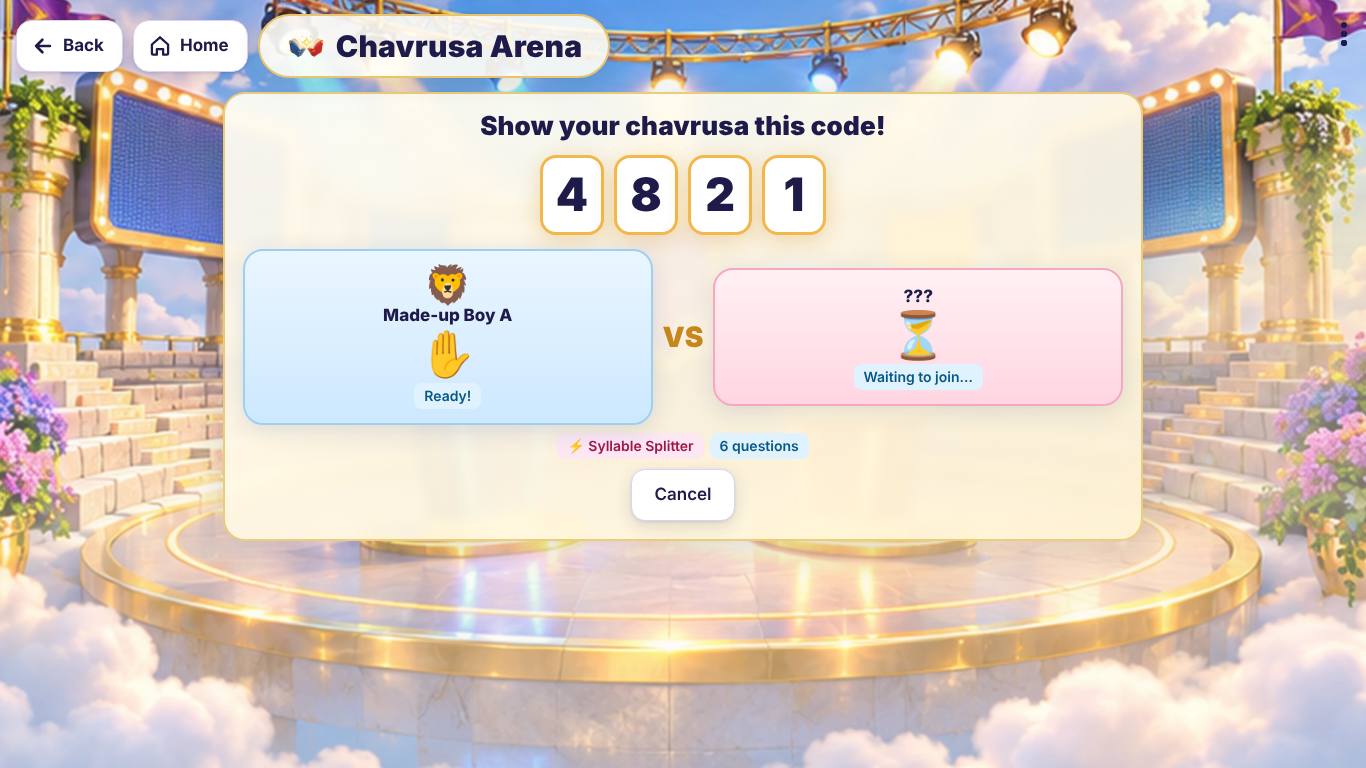 Back
Home
Chavrusa Arena
Show your chavrusa this code!
4 8 2 1
Made-up Boy A
Ready!
VS
???
Waiting to join...
⚡ Syllable Splitter
6 questions
Cancel